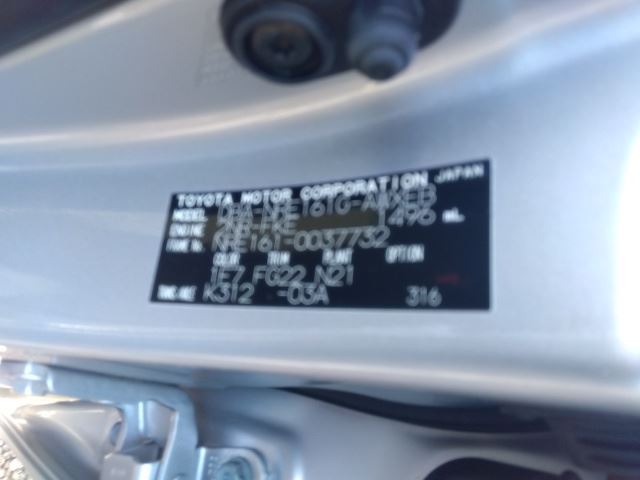 TOYOTA MOTOR CORPORATION JAPAN
MODEL DBA-NRE161G-AWXEB
ENGINE 2NR-FKE 1496 mL
FRAME No. NRE161-0037732
COLOR TRIM PLANT OPTION
1E7 FG22 N21
TRANS./AXLE K312 -03A 316